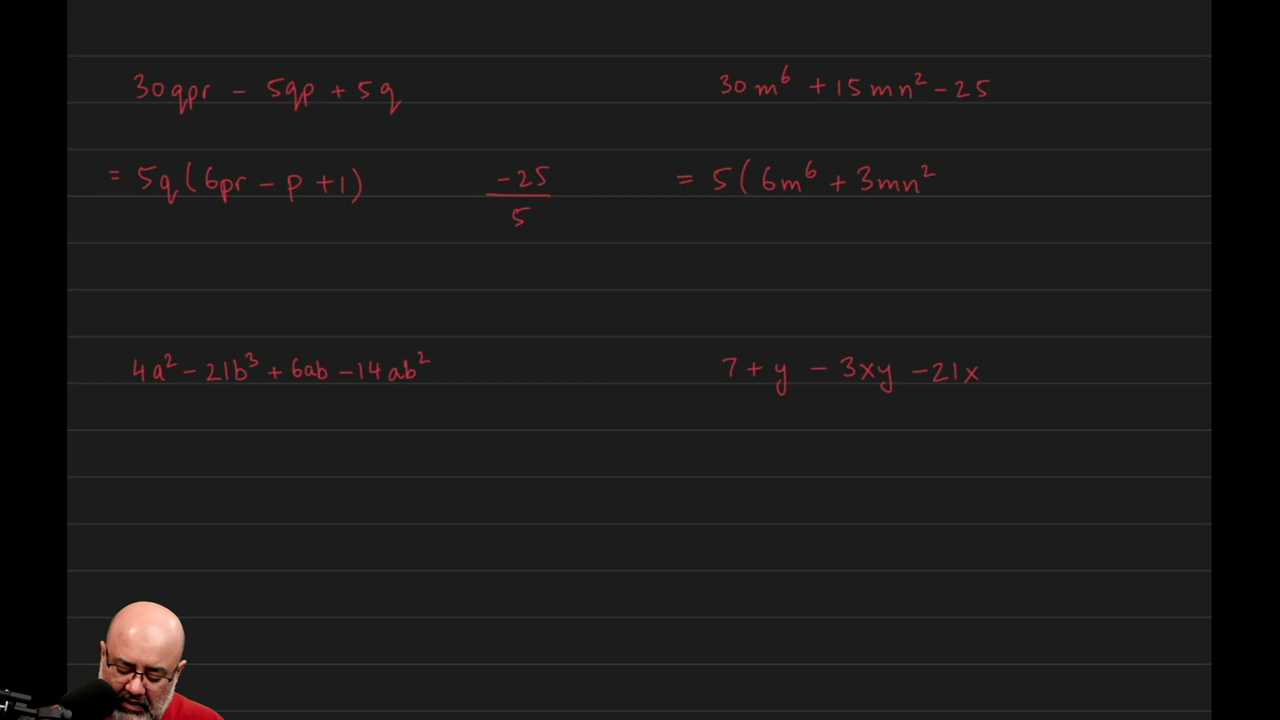 30qpr - 5qp + 5q
30m⁶ + 15mn² - 25
= 5q(6pr - p + 1)
-25
5
= 5(6m⁶ + 3mn²
4a² - 21b³ + 6ab - 14ab²
7 + y - 3xy - 21x